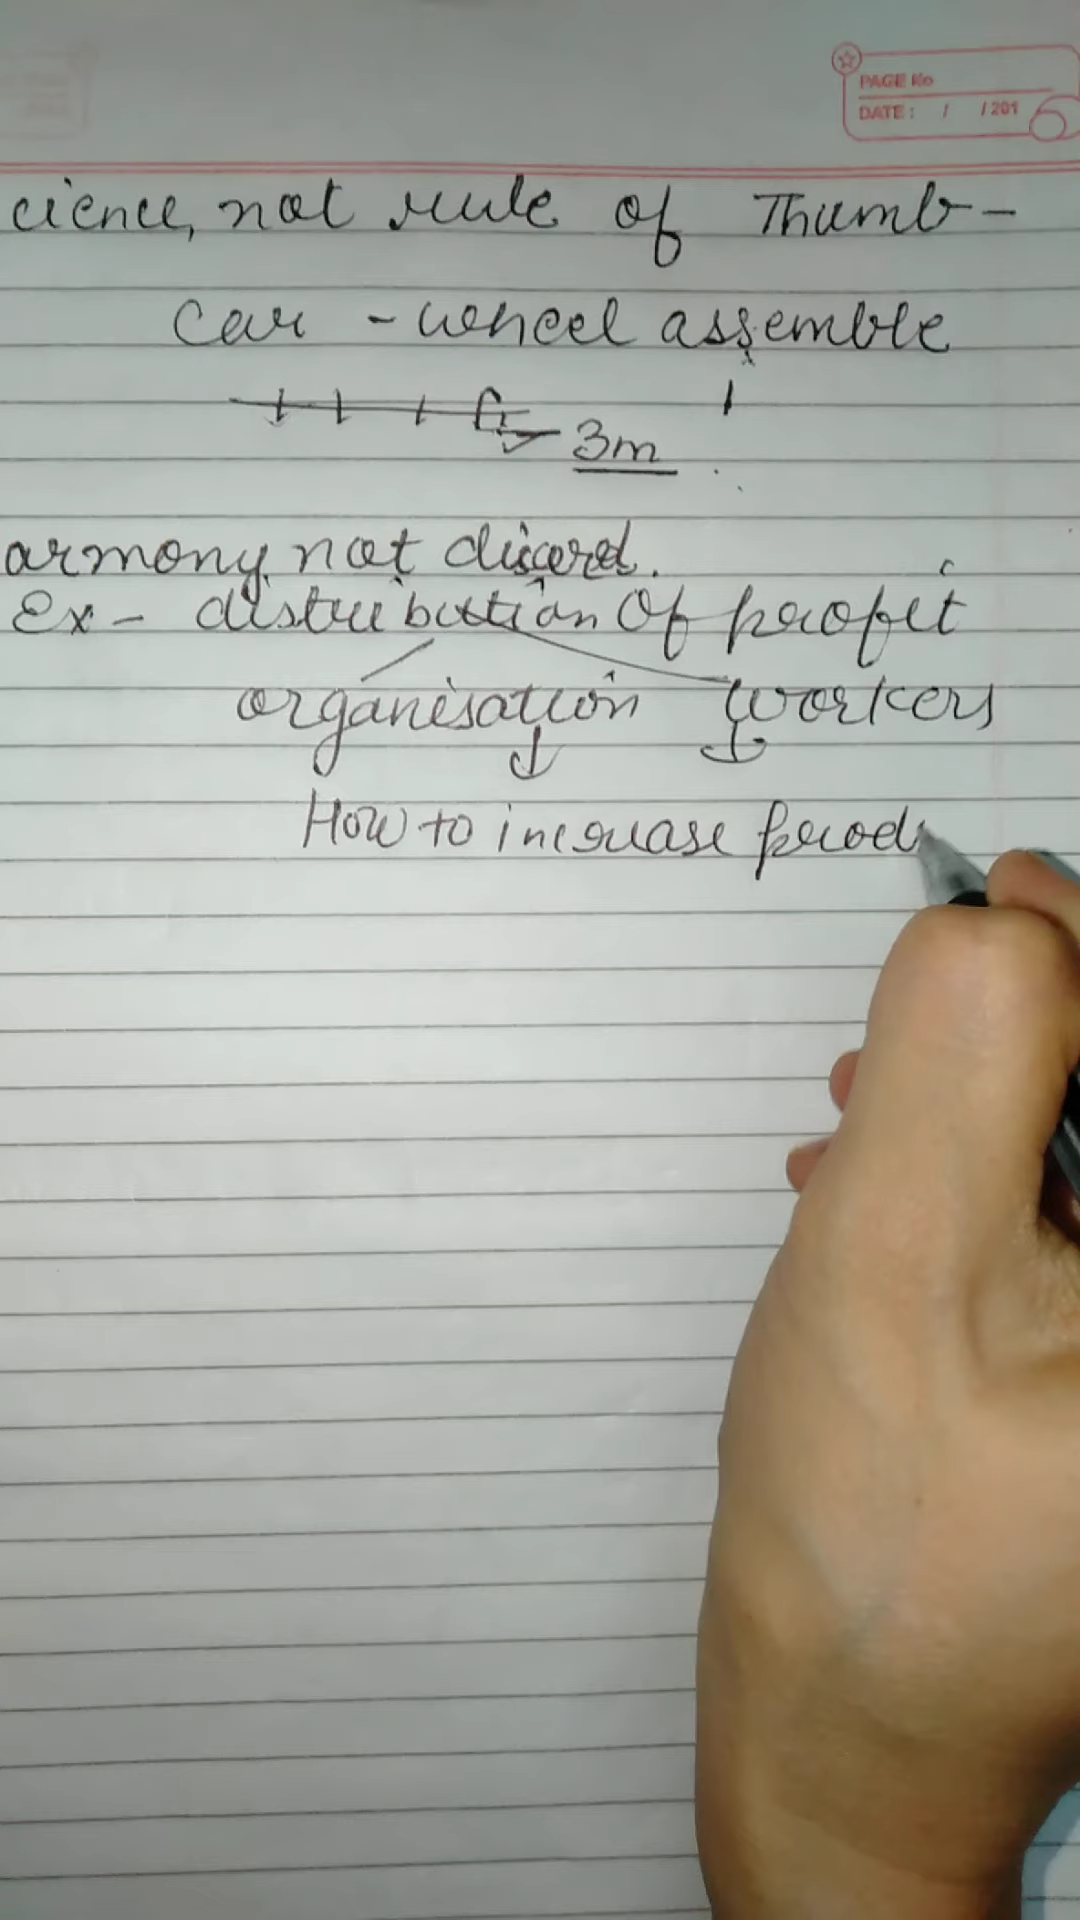 PAGE No
DATE: / /201
cience, not rule of Thumb-
Car - wheel assemble
3m
armony not discord.
Ex - distribution Of profit
organisation workers
How to increase prod